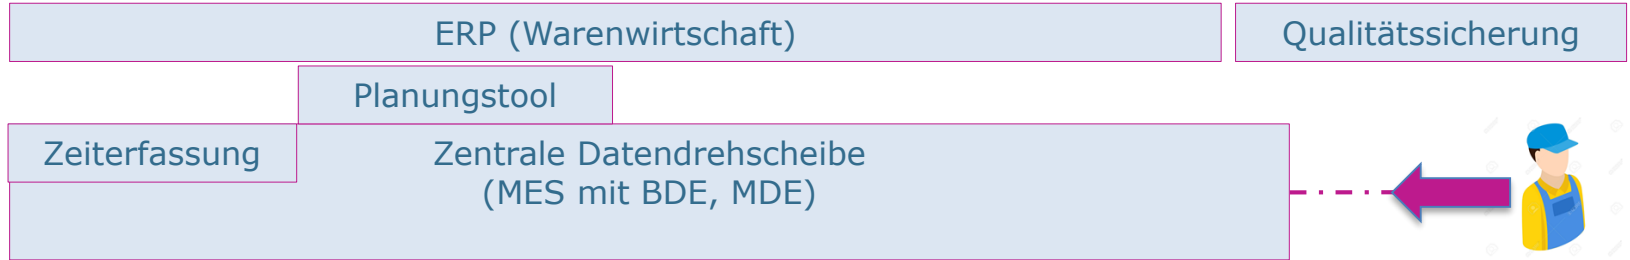 ERP (Warenwirtschaft)
Qualitätssicherung
Planungstool
Zeiterfassung
Zentrale Datendrehscheibe
(MES mit BDE, MDE)